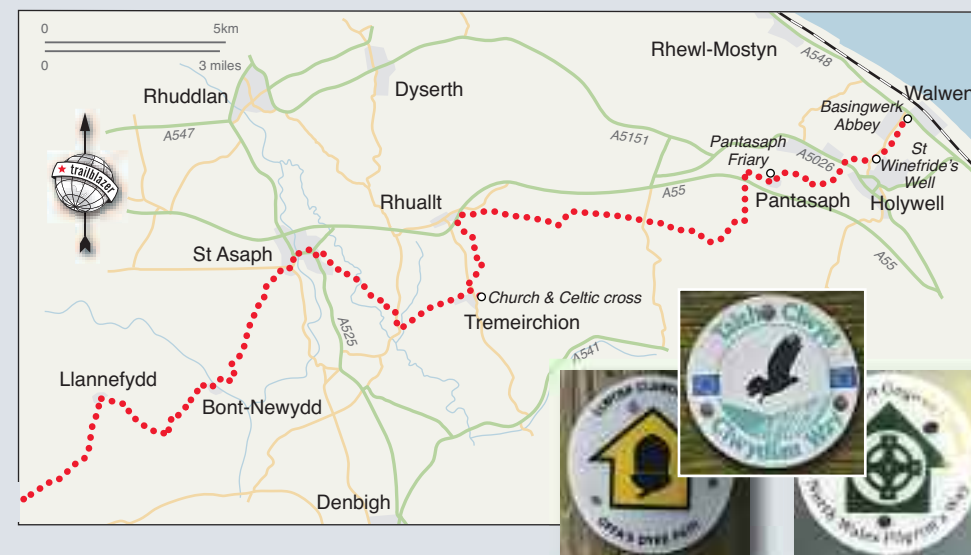 0 5km
0 3 miles
Rhewl-Mostyn
A548
Rhuddlan
Dyserth
Walwen
Basingwerk
Abbey
A547
A5151
Pantasaph
Friary
A5026
St
Winefride's
Well
trailblazer
A55
Rhuallt
Pantasaph
Holywell
St Asaph
A55
Church & Celtic cross
Tremeirchion
A525
A541
Llannefydd
Bont-Newydd
Denbigh
Clwyd
Clwydian Way
OFFA'S DYKE PATH
North Wales Pilgrim's Way